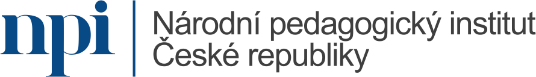 npi
Národní pedagogický institut
České republiky